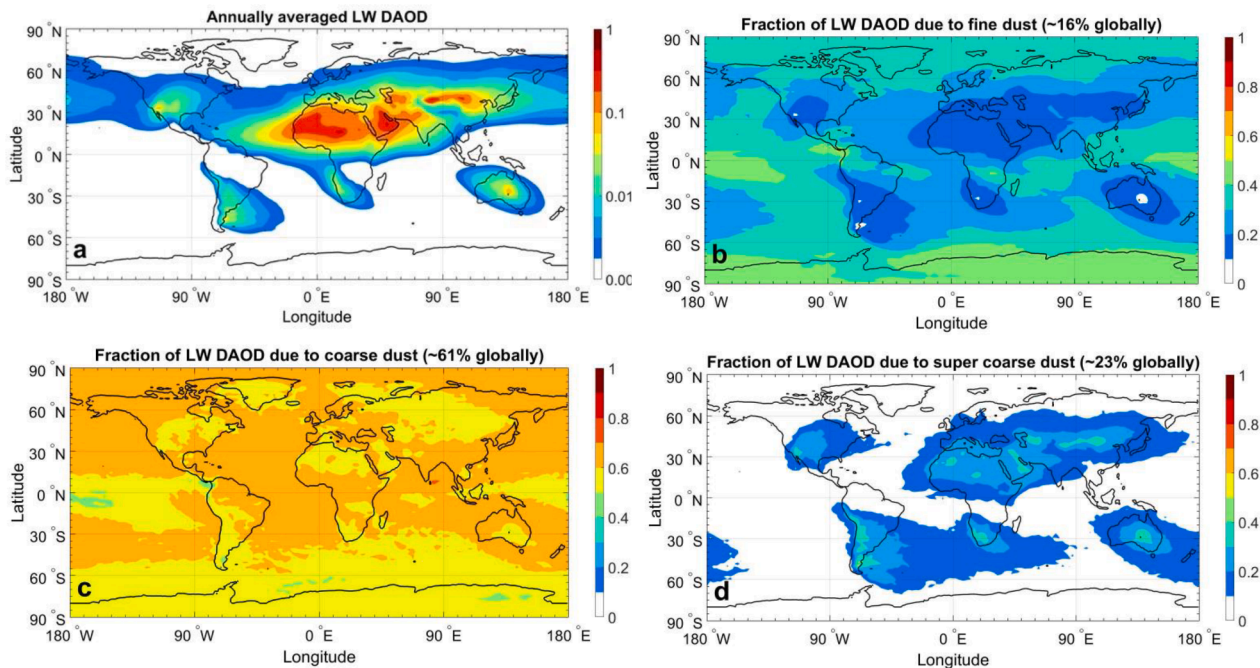 Annually averaged LW DAOD
90 °N
60 °N
30 °N
0 °N
30 °S
60 °S
90 °S
Latitude
180 °W
90 °W
0 °E
90 °E
180 °E
Longitude
a
1
0.1
0.01
0.00
Fraction of LW DAOD due to fine dust (~16% globally)
90 °N
60 °N
30 °N
0 °N
30 °S
60 °S
90 °S
Latitude
180 °W
90 °W
0 °E
90 °E
180 °E
Longitude
b
1
0.8
0.6
0.4
0.2
0
Fraction of LW DAOD due to coarse dust (~61% globally)
90 °N
60 °N
30 °N
0 °N
30 °S
60 °S
90 °S
Latitude
180 °W
90 °W
0 °E
90 °E
180 °E
Longitude
c
1
0.8
0.6
0.4
0.2
0
Fraction of LW DAOD due to super coarse dust (~23% globally)
90 °N
60 °N
30 °N
0 °N
30 °S
60 °S
90 °S
Latitude
180 °W
90 °W
0 °E
90 °E
180 °E
Longitude
d
1
0.8
0.6
0.4
0.2
0